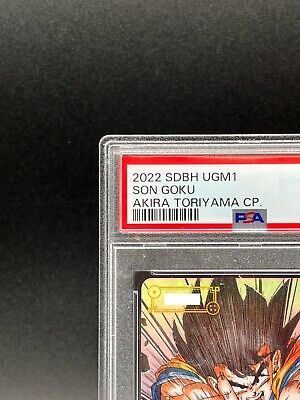 2022 SDBH UGM1
SON GOKU
AKIRA TORIYAMA CP.
PSA